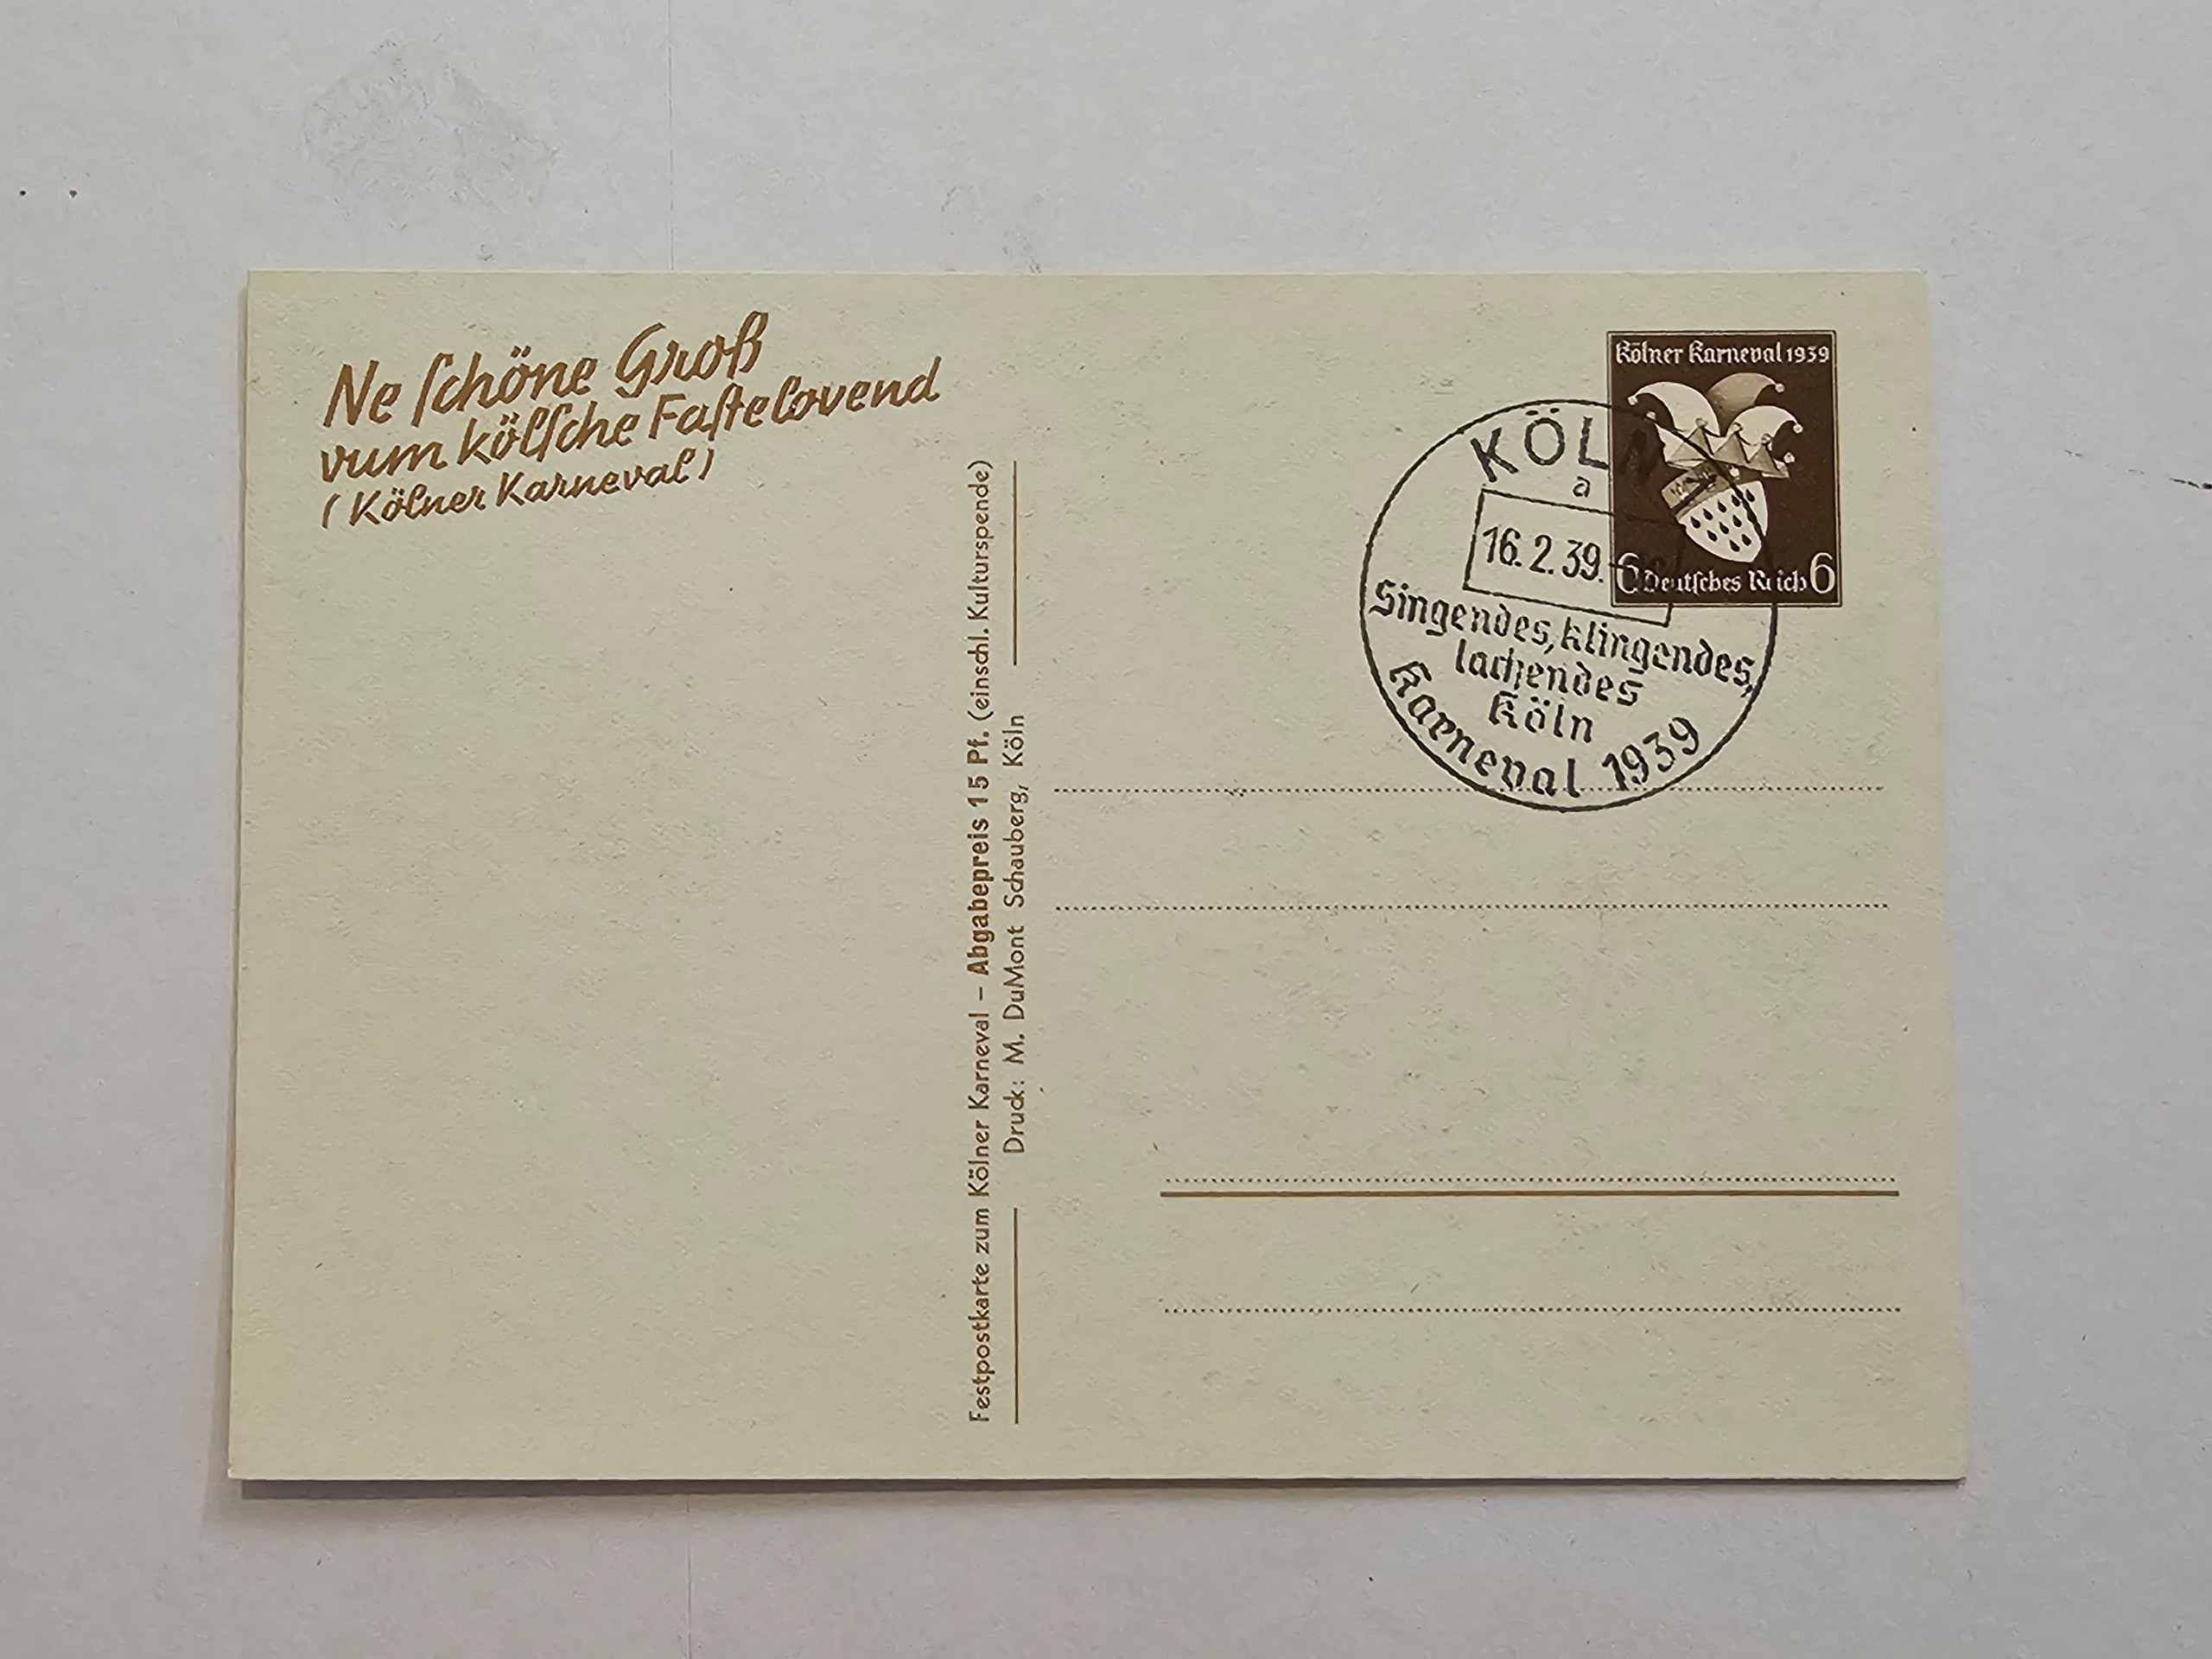 Ne schöne Groß
vum kölsche Fastelovend
(Kölner Karneval)
Festpostkarte zum Kölner Karneval – Abgabepreis 15 Pf. (einschl. Kulturspende)
Druck: M. DuMont Schauberg, Köln
Kölner Karneval 1939
6 Deutsches Reich 6
KÖLN
a
16.2.39.
Singendes, klingendes,
lachendes
Köln
Karneval 1939